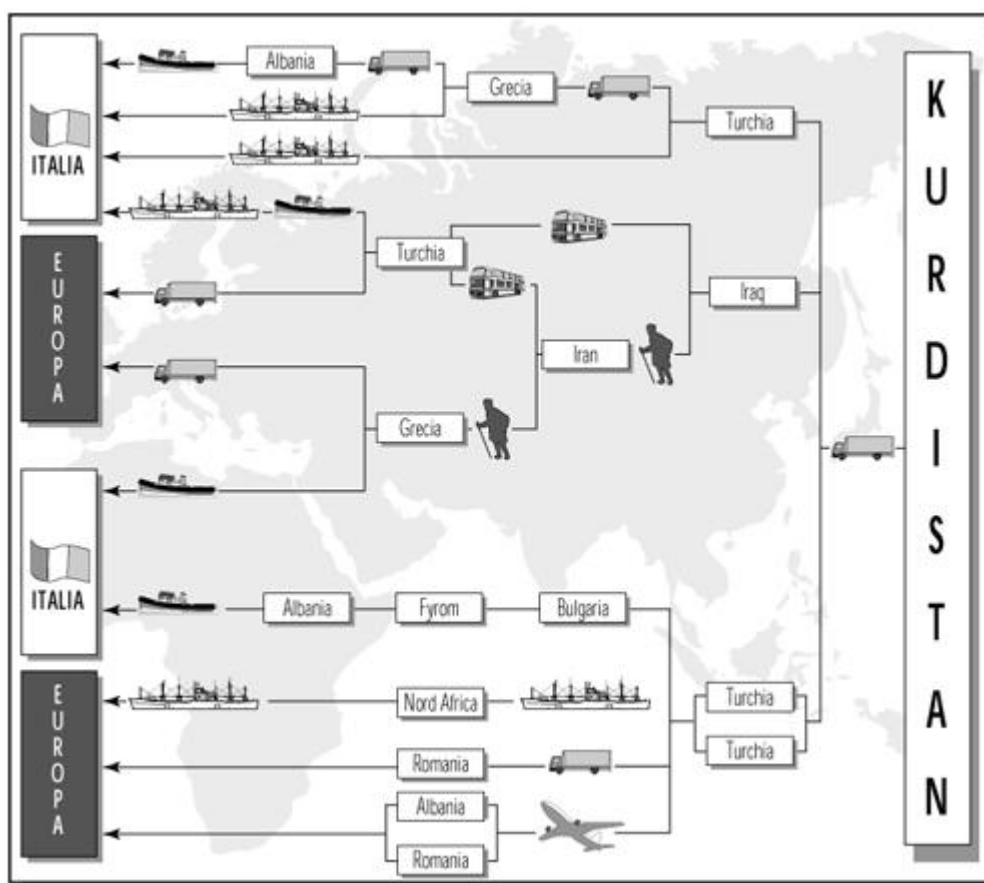 Albania
Grecia
Turchia
ITALIA
KURDISTAN
Turchia
Iraq
EUROPA
Iran
Grecia
ITALIA
Albania
Fyrom
Bulgaria
EUROPA
Nord Africa
Turchia
Romania
Turchia
Albania
Romania